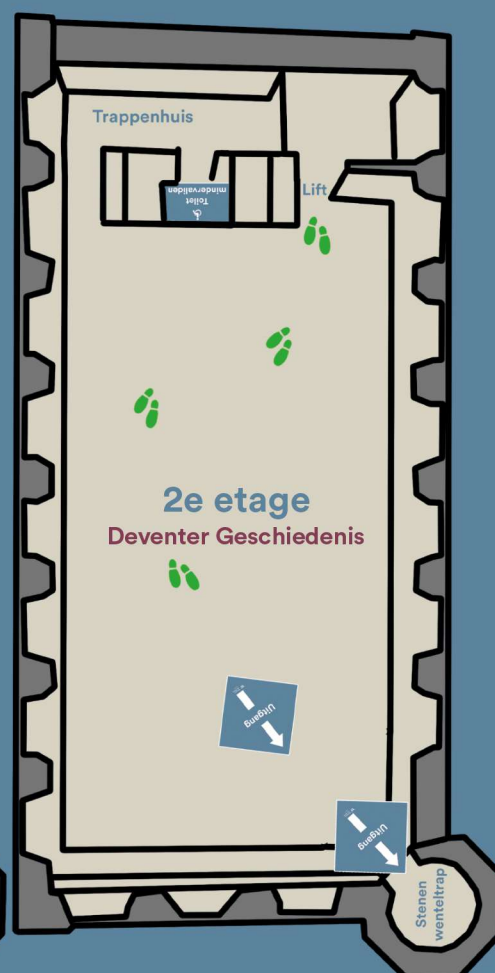 Trappenhuis
Toilet
mindervaliden
Lift
2e etage
Deventer Geschiedenis
Uitgang
Uitgang
Stenen
wenteltrap